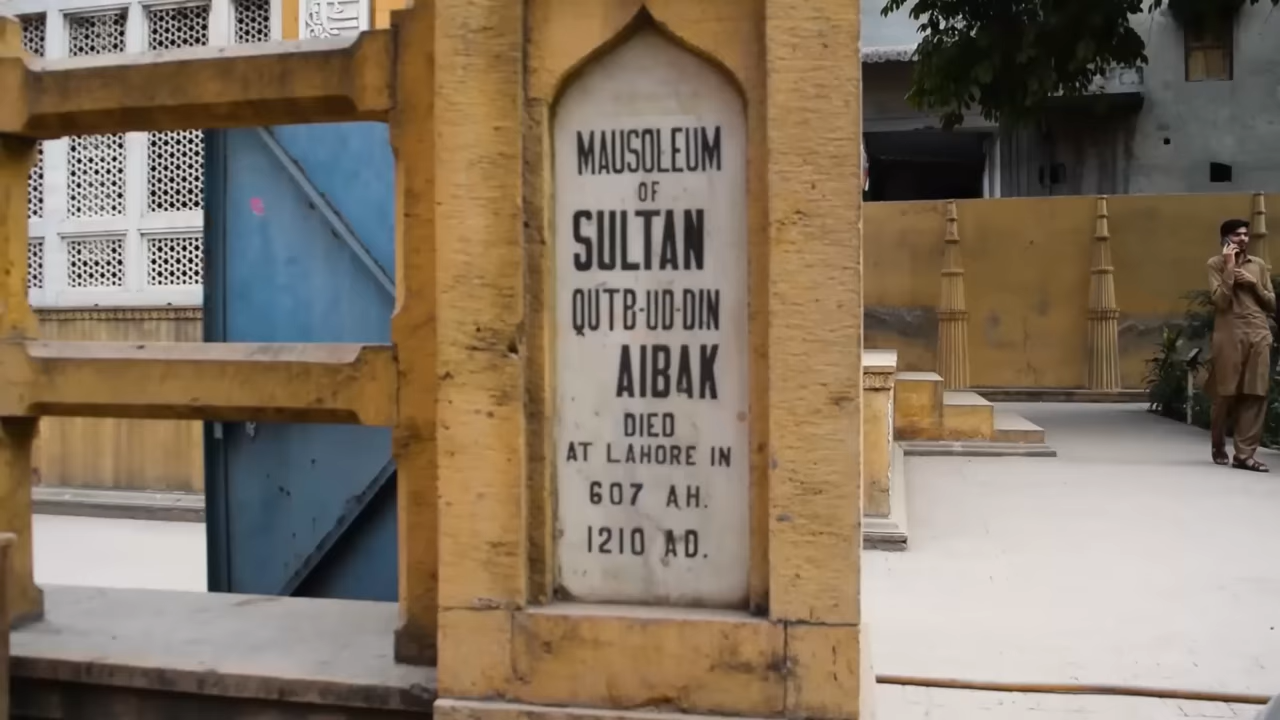 MAUSOLEUM
OF
SULTAN
QUTB-UD-DIN
AIBAK
DIED
AT LAHORE IN
607 AH.
1210 AD.